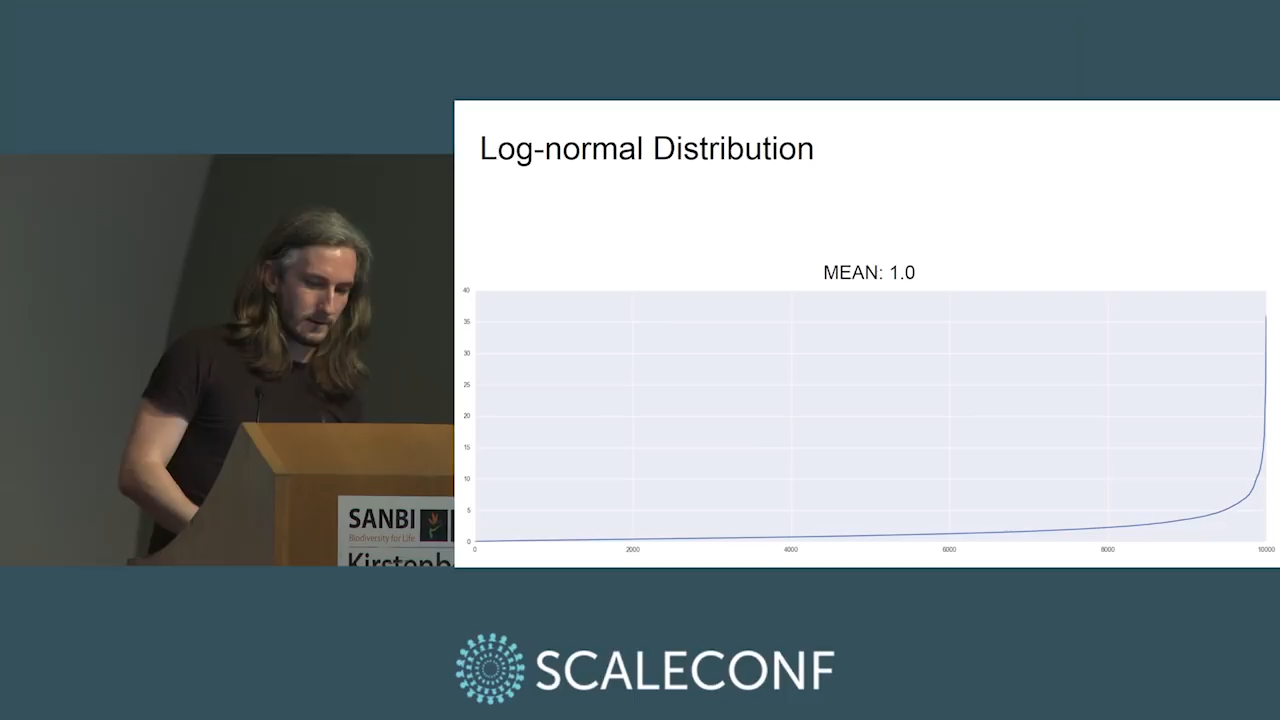 Log-normal Distribution
MEAN: 1.0
40
35
30
25
20
15
10
5
0
0 2000 4000 6000 8000 10000
SANBI
Biodiversity for Life
SCALECONF